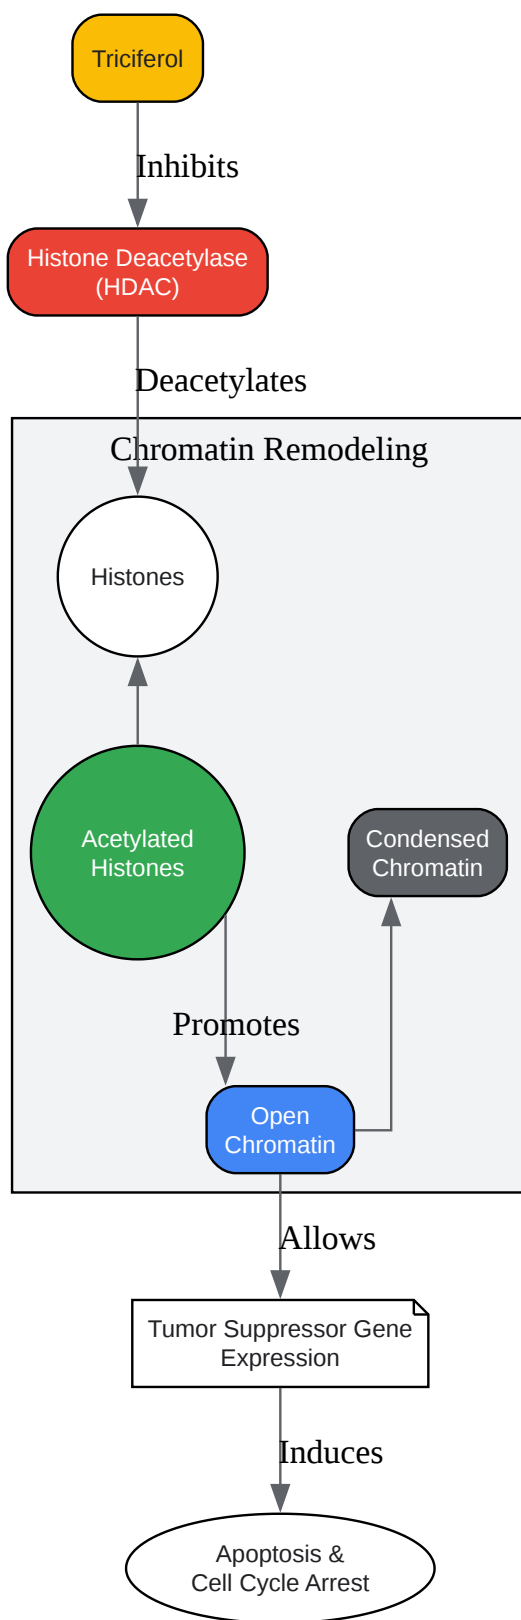 Triciferol
Inhibits
Histone Deacetylase
(HDAC)
Deacetylates
Chromatin Remodeling
Histones
Acetylated
Histones
Condensed
Chromatin
Promotes
Open
Chromatin
Allows
Tumor Suppressor Gene
Expression
Induces
Apoptosis &
Cell Cycle Arrest